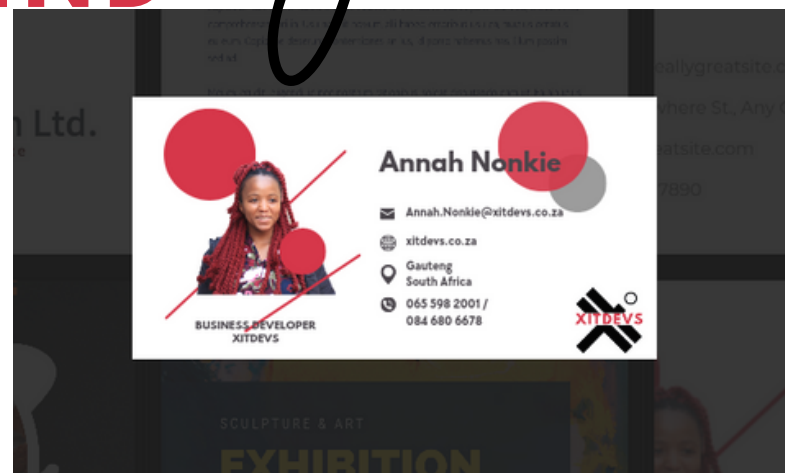 IND
n Ltd.
eallygreatsite.c
where St., Any C
eatsite.com
7890
Annah Nonkie
Annah.Nonkie@xitdevs.co.za
xitdevs.co.za
Gauteng
South Africa
065 598 2001 /
084 680 6678
BUSINESS DEVELOPER
XITDEVS
XITDEVS
SCULPTURE & ART
EXHIBITION